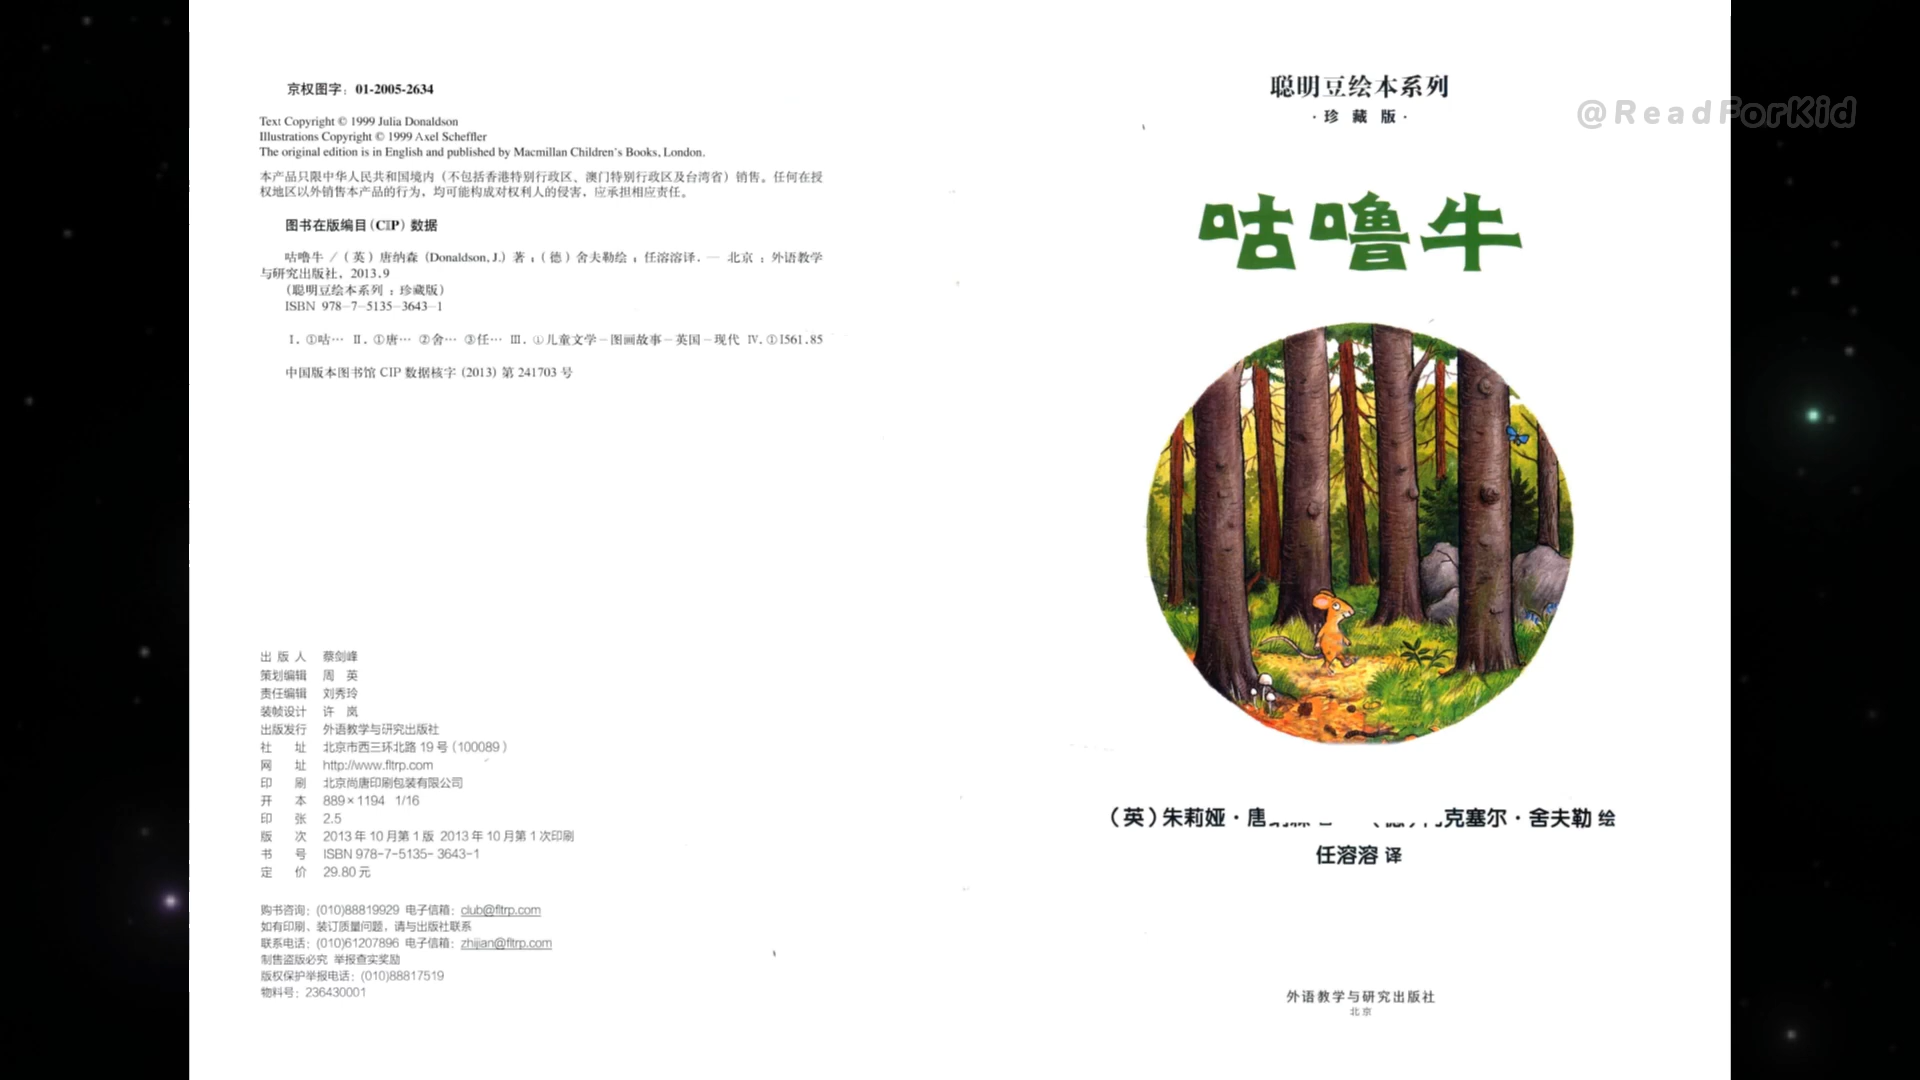 京权图字：01-2005-2634
Text Copyright © 1999 Julia Donaldson
Illustrations Copyright © 1999 Axel Scheffler
The original edition is in English and published by Macmillan Children's Books, London.
本产品只限中华人民共和国境内（不包括香港特别行政区、澳门特别行政区及台湾省）销售。任何在授
权地区以外销售本产品的行为，均可能构成对权利人的侵害，应承担相应责任。
图书在版编目（CIP）数据
咕噜牛／（英）唐纳森（Donaldson, J.）著；（德）舍夫勒绘；任溶溶译. — 北京：外语教学
与研究出版社，2013.9
（聪明豆绘本系列：珍藏版）
ISBN 978-7-5135-3643-1
Ⅰ. ①咕… Ⅱ. ①唐… ②舍… ③任… Ⅲ. ①儿童文学－图画故事－英国－现代 Ⅳ. ①I561.85
中国版本图书馆 CIP 数据核字 (2013) 第 241703 号
出 版 人 蔡剑峰
策划编辑 周 英
责任编辑 刘秀玲
装帧设计 许 岚
出版发行 外语教学与研究出版社
社 址 北京市西三环北路 19 号 (100089)
网 址 http://www.fltrp.com
印 刷 北京尚唐印刷包装有限公司
开 本 889×1194 1/16
印 张 2.5
版 次 2013 年 10 月第 1 版 2013 年 10 月第 1 次印刷
书 号 ISBN 978-7-5135-3643-1
定 价 29.80 元
购书咨询：(010)88819929 电子信箱：club@fltrp.com
如有印刷、装订质量问题，请与出版社联系
联系电话：(010)61207896 电子信箱：zhijian@fltrp.com
制售盗版必究 举报查实奖励
版权保护举报电话：(010)88817519
物料号：236430001
聪明豆绘本系列
·珍藏版·
@ReadForKid
咕噜牛
（英）朱莉娅·唐 克塞尔·舍夫勒 绘
任溶溶 译
外语教学与研究出版社
北京